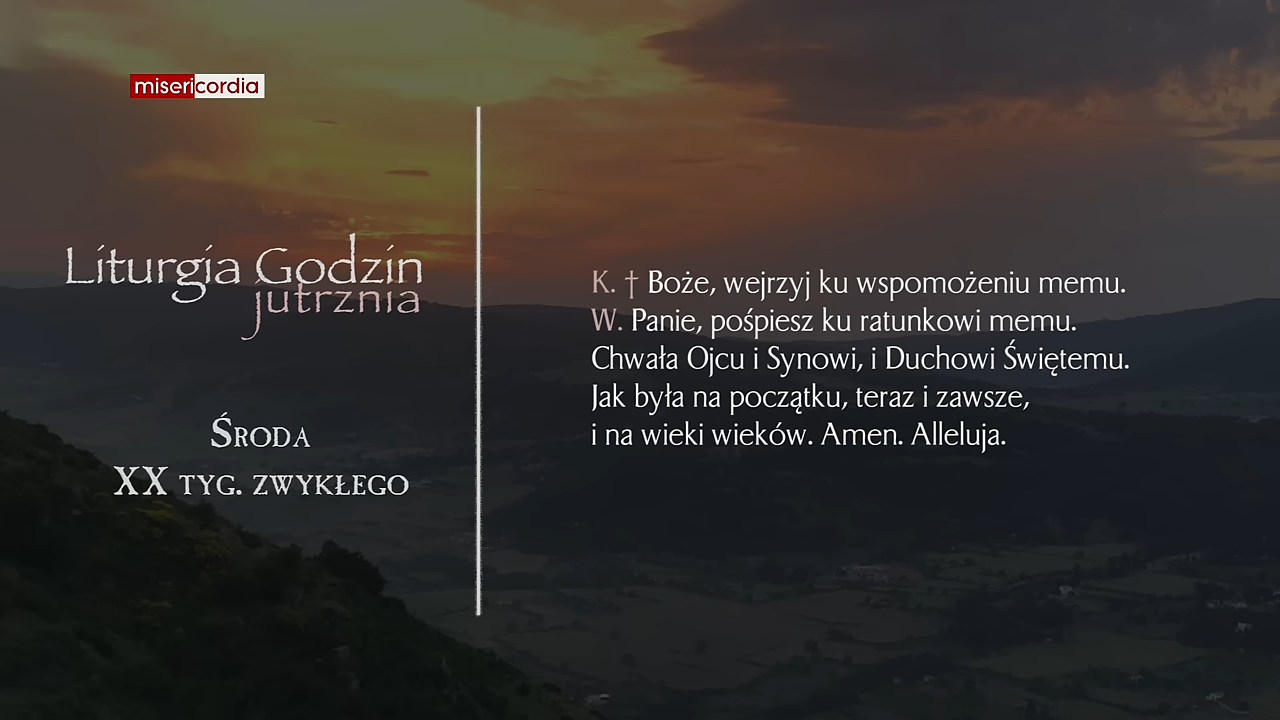 misericordia
Liturgia Godzin
jutrznia
Środa
XX tyg. zwykłego
K. † Boże, wejrzyj ku wspomożeniu memu.
W. Panie, pośpiesz ku ratunkowi memu.
Chwała Ojcu i Synowi, i Duchowi Świętemu.
Jak była na początku, teraz i zawsze,
i na wieki wieków. Amen. Alleluja.